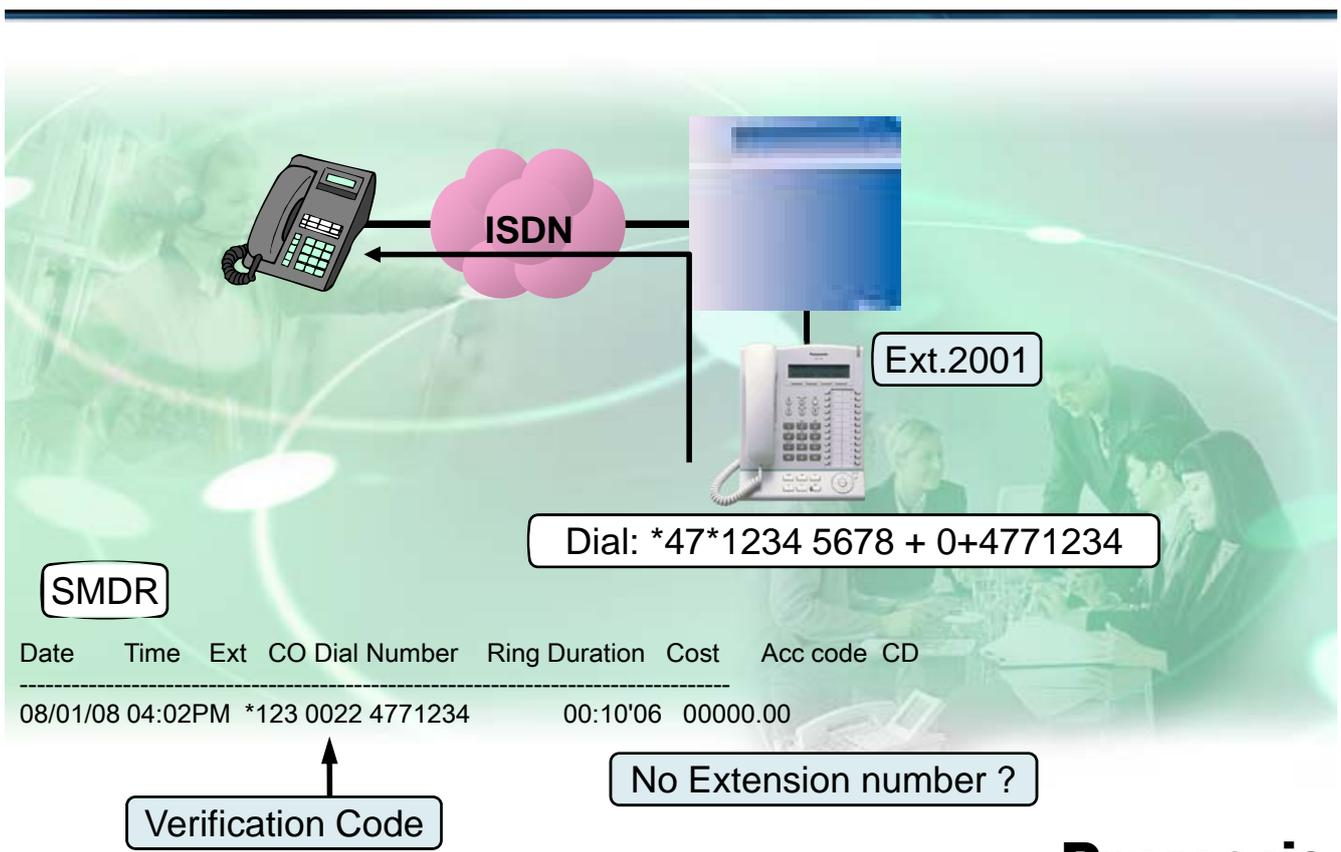 ISDN
Ext.2001
Dial: *47*1234 5678 + 0+4771234
SMDR
Date Time Ext CO Dial Number Ring Duration Cost Acc code CD
--------------------------------------------------------------------------------------
08/01/08 04:02PM *123 0022 4771234 00:10'06 00000.00
No Extension number ?
Verification Code